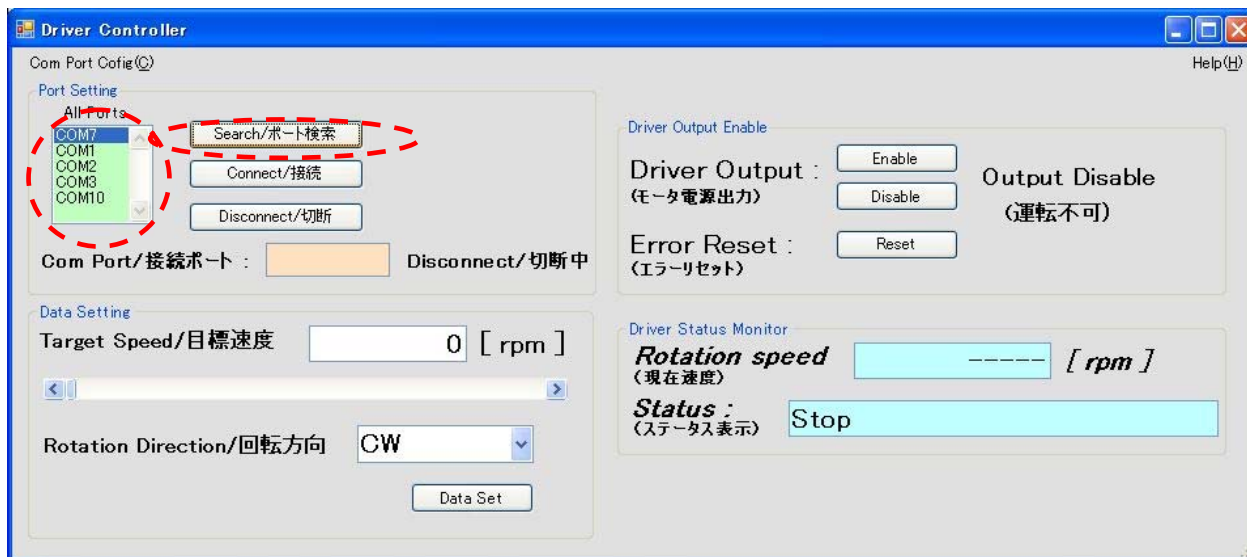 Driver Controller
Com Port Cofig(C)
Help(H)
Port Setting
All Ports
COM7
COM1
COM2
COM3
COM10
Search/ポート検索
Connect/接続
Disconnect/切断
Com Port/接続ポート :
Disconnect/切断中
Data Setting
Target Speed/目標速度
0 [ rpm ]
Rotation Direction/回転方向
CW
Data Set
Driver Output Enable
Driver Output :
(モータ電源出力)
Enable
Disable
Output Disable
(運転不可)
Error Reset :
(エラーリセット)
Reset
Driver Status Monitor
Rotation speed
(現在速度)
----- [ rpm ]
Status :
(ステータス表示)
Stop